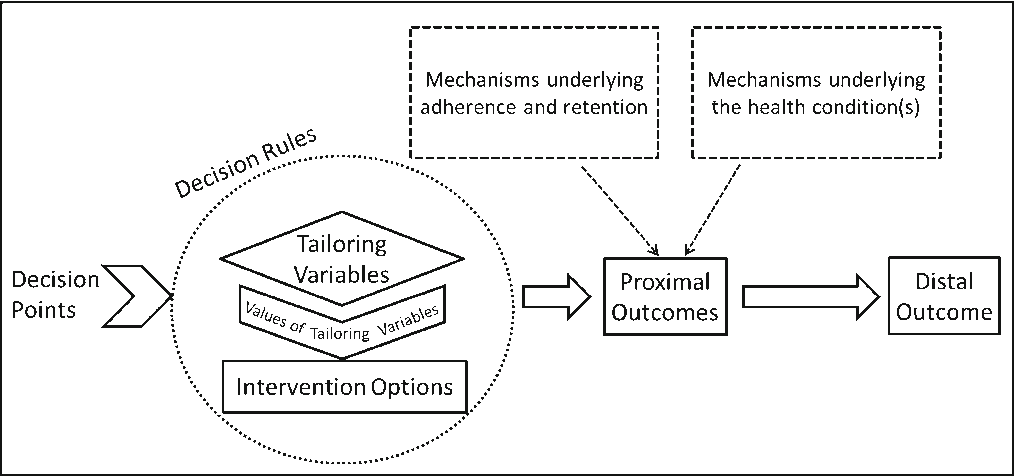 Mechanisms underlying
adherence and retention
Mechanisms underlying
the health condition(s)
Decision Rules
Decision
Points
Tailoring
Variables
Values of Tailoring Variables
Intervention Options
Proximal
Outcomes
Distal
Outcome